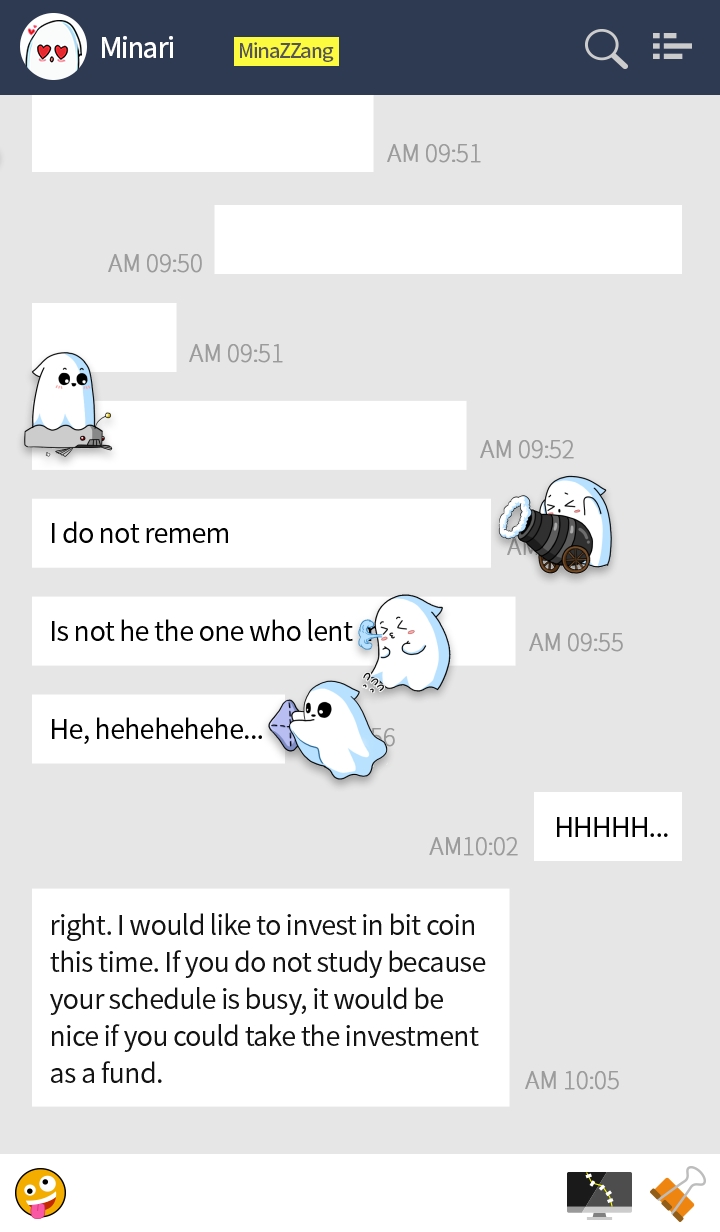 Minari
MinaZZang
AM 09:51
AM 09:50
AM 09:51
AM 09:52
I do not remem
Is not he the one who lent
AM 09:55
He, hehehehehe...
56
HHHHH...
AM10:02
right. I would like to invest in bit coin
this time. If you do not study because
your schedule is busy, it would be
nice if you could take the investment
as a fund.
AM 10:05